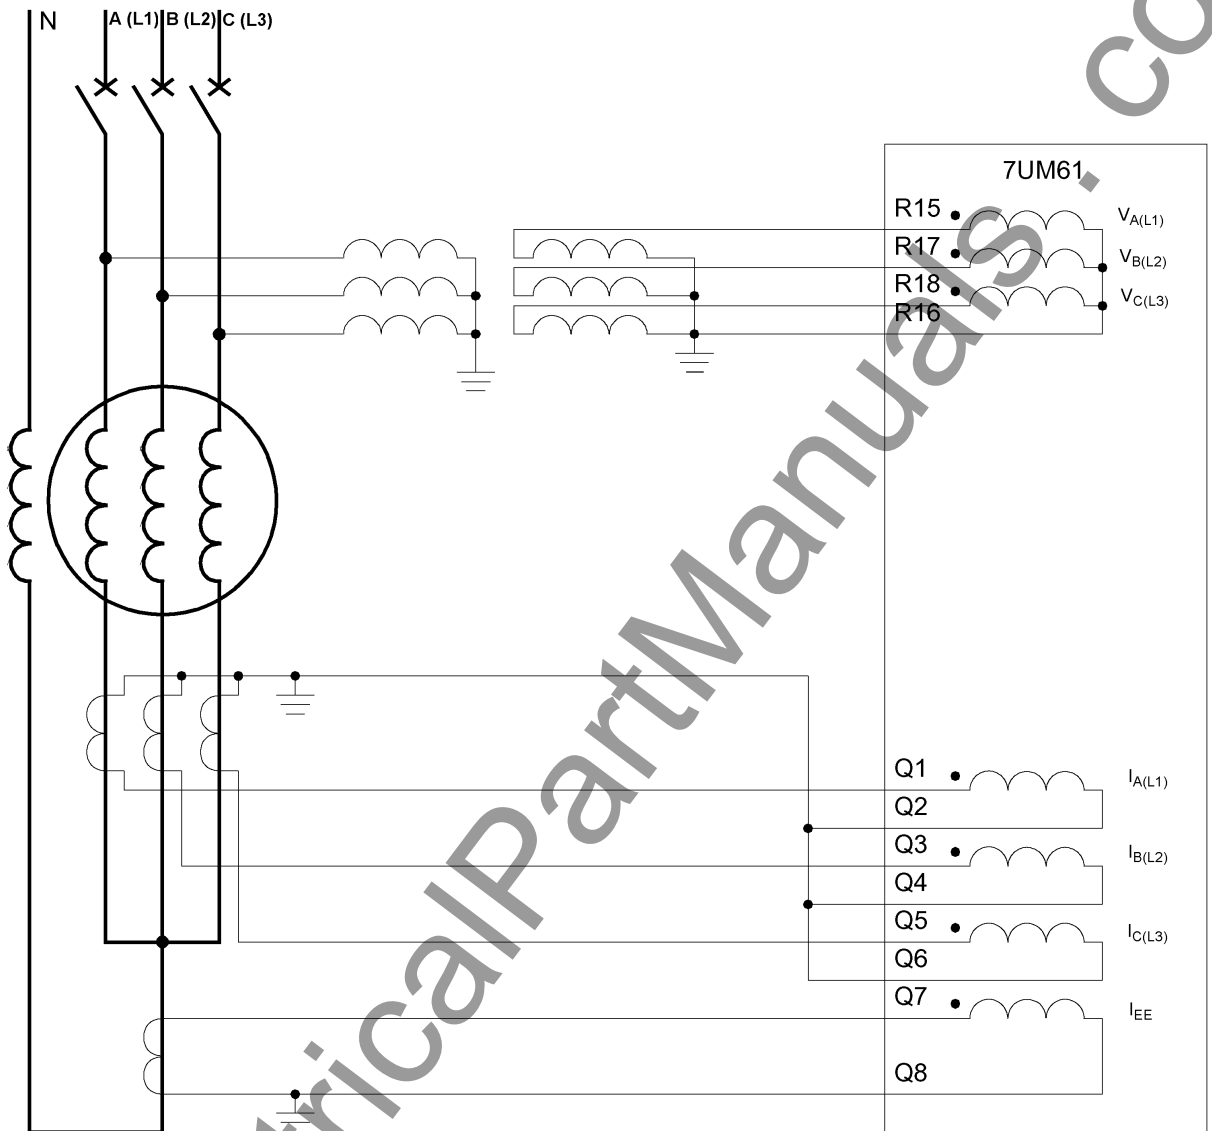 N
A (L1)
B (L2)
C (L3)
7UM61
R15
VA(L1)
R17
VB(L2)
R18
VC(L3)
R16
Q1
IA(L1)
Q2
Q3
IB(L2)
Q4
Q5
IC(L3)
Q6
Q7
IEE
Q8
tricalPartManuals . co